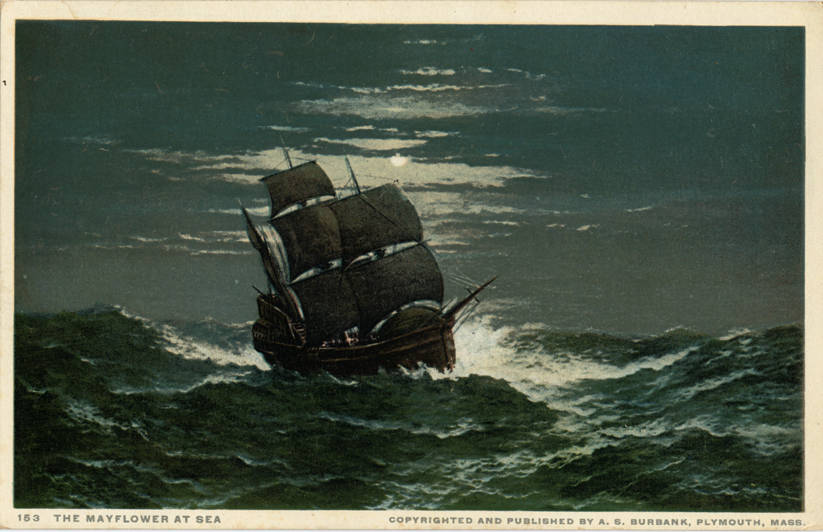 153 THE MAYFLOWER AT SEA
COPYRIGHTED AND PUBLISHED BY A. S. BURBANK, PLYMOUTH, MASS.